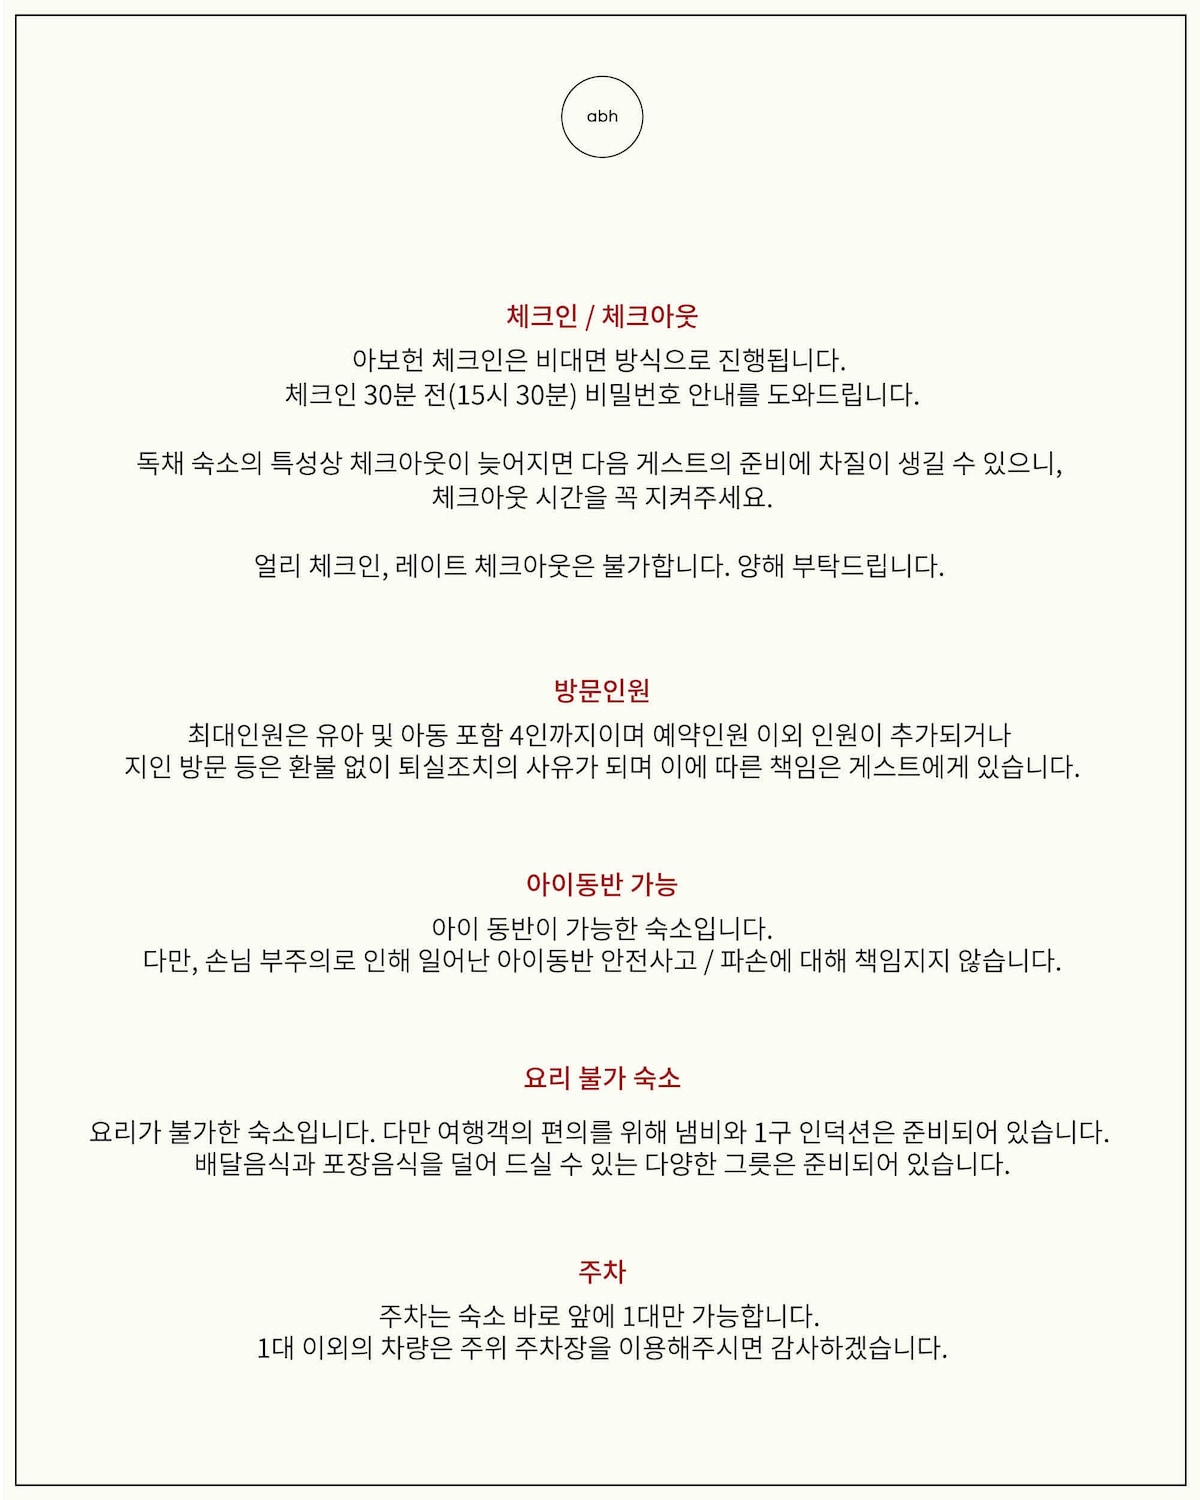 abh
체크인 / 체크아웃
아보헌 체크인은 비대면 방식으로 진행됩니다.
체크인 30분 전(15시 30분) 비밀번호 안내를 도와드립니다.
독채 숙소의 특성상 체크아웃이 늦어지면 다음 게스트의 준비에 차질이 생길 수 있으니,
체크아웃 시간을 꼭 지켜주세요.
얼리 체크인, 레이트 체크아웃은 불가합니다. 양해 부탁드립니다.
방문인원
최대인원은 유아 및 아동 포함 4인까지이며 예약인원 이외 인원이 추가되거나
지인 방문 등은 환불 없이 퇴실조치의 사유가 되며 이에 따른 책임은 게스트에게 있습니다.
아이동반 가능
아이 동반이 가능한 숙소입니다.
다만, 손님 부주의로 인해 일어난 아이동반 안전사고 / 파손에 대해 책임지지 않습니다.
요리 불가 숙소
요리가 불가한 숙소입니다. 다만 여행객의 편의를 위해 냄비와 1구 인덕션은 준비되어 있습니다.
배달음식과 포장음식을 덜어 드실 수 있는 다양한 그릇은 준비되어 있습니다.
주차
주차는 숙소 바로 앞에 1대만 가능합니다.
1대 이외의 차량은 주위 주차장을 이용해주시면 감사하겠습니다.